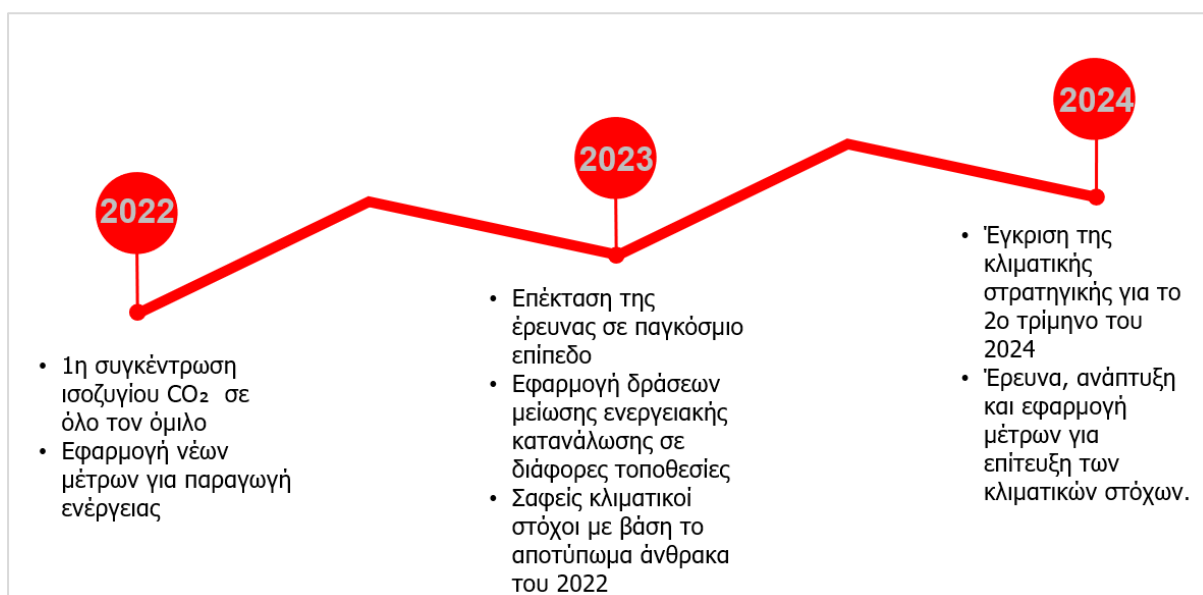 2022
• 1η συγκέντρωση
ισοζυγίου CO₂ σε
όλο τον όμιλο
• Εφαρμογή νέων
μέτρων για παραγωγή
ενέργειας
2023
• Επέκταση της
έρευνας σε παγκόσμιο
επίπεδο
• Εφαρμογή δράσεων
μείωσης ενεργειακής
κατανάλωσης σε
διάφορες τοποθεσίες
• Σαφείς κλιματικοί
στόχοι με βάση το
αποτύπωμα άνθρακα
του 2022
2024
• Έγκριση της
κλιματικής
στρατηγικής για το
2ο τρίμηνο του
2024
• Έρευνα, ανάπτυξη
και εφαρμογή
μέτρων για
επίτευξη των
κλιματικών στόχων.